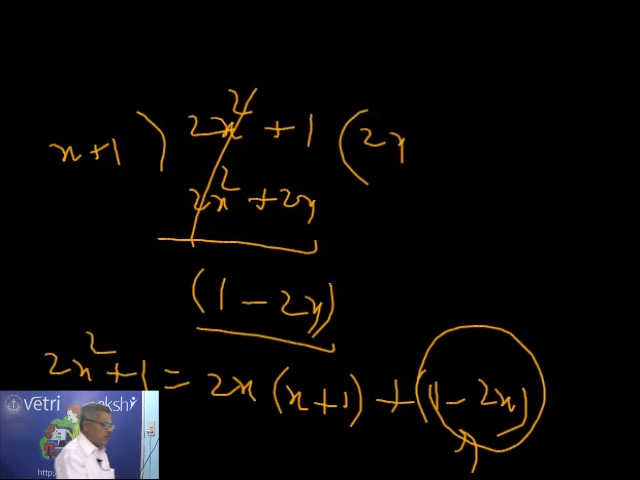 x+1 ) 2x² + 1 ( 2x
2x² + 2x
(1 - 2x)
2x² + 1 = 2x (x+1) + (1 - 2x)
Vetri